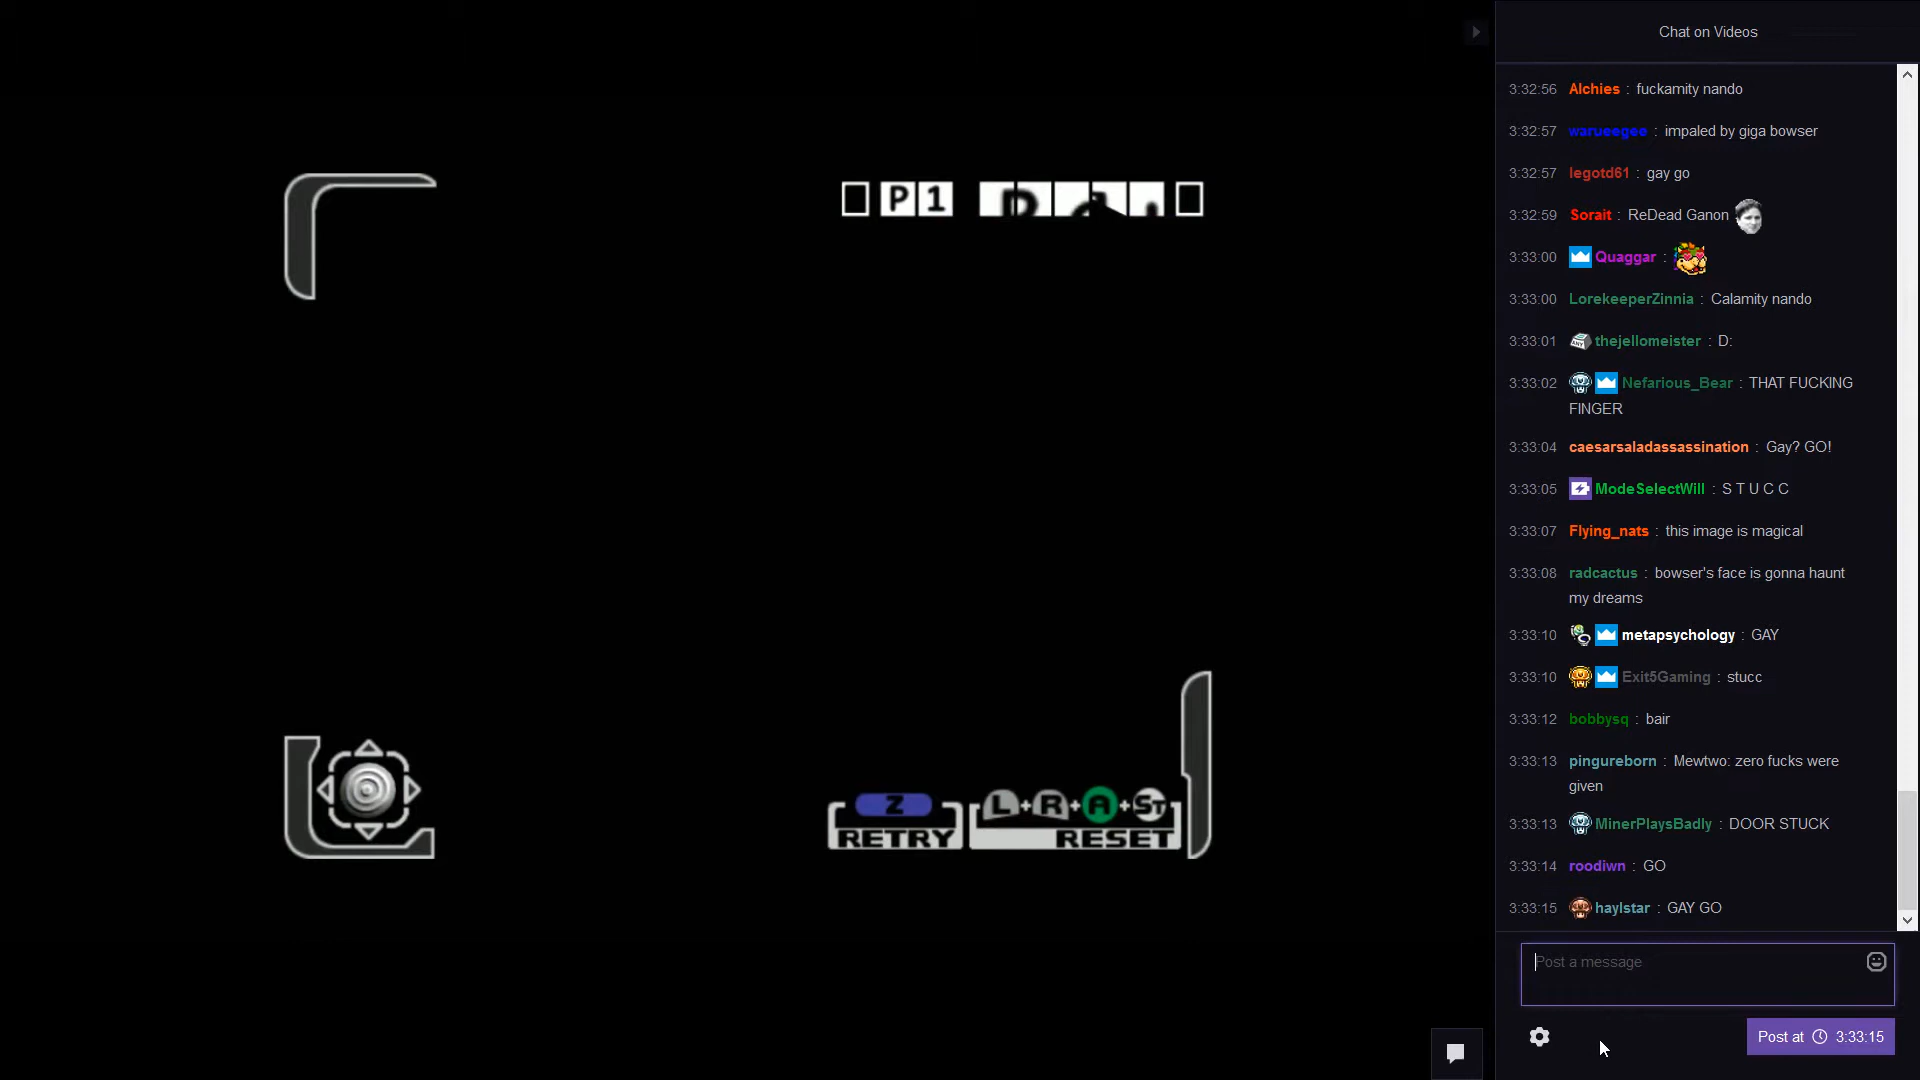 Chat on Videos
P1
3:32:56 Alchies : fuckamity nando
3:32:57 warueegee : impaled by giga bowser
3:32:57 legotd61 : gay go
3:32:59 Sorait : ReDead Ganon
3:33:00 Quaggar :
3:33:00 LorekeeperZinnia : Calamity nando
3:33:01 thejellomeister : D:
3:33:02 Nefarious_Bear : THAT FUCKING
FINGER
3:33:04 caesarsaladassassination : Gay? GO!
3:33:05 ModeSelectWill : S T U C C
3:33:07 Flying_nats : this image is magical
3:33:08 radcactus : bowser's face is gonna haunt
my dreams
3:33:10 metapsychology : GAY
3:33:10 Exit5Gaming : stucc
3:33:12 bobbysq : bair
3:33:13 pingureborn : Mewtwo: zero fucks were
given
3:33:13 MinerPlaysBadly : DOOR STUCK
3:33:14 roodiwn : GO
3:33:15 haylstar : GAY GO
Z
RETRY
L+R+A+ST
RESET
Post a message
Post at 3:33:15